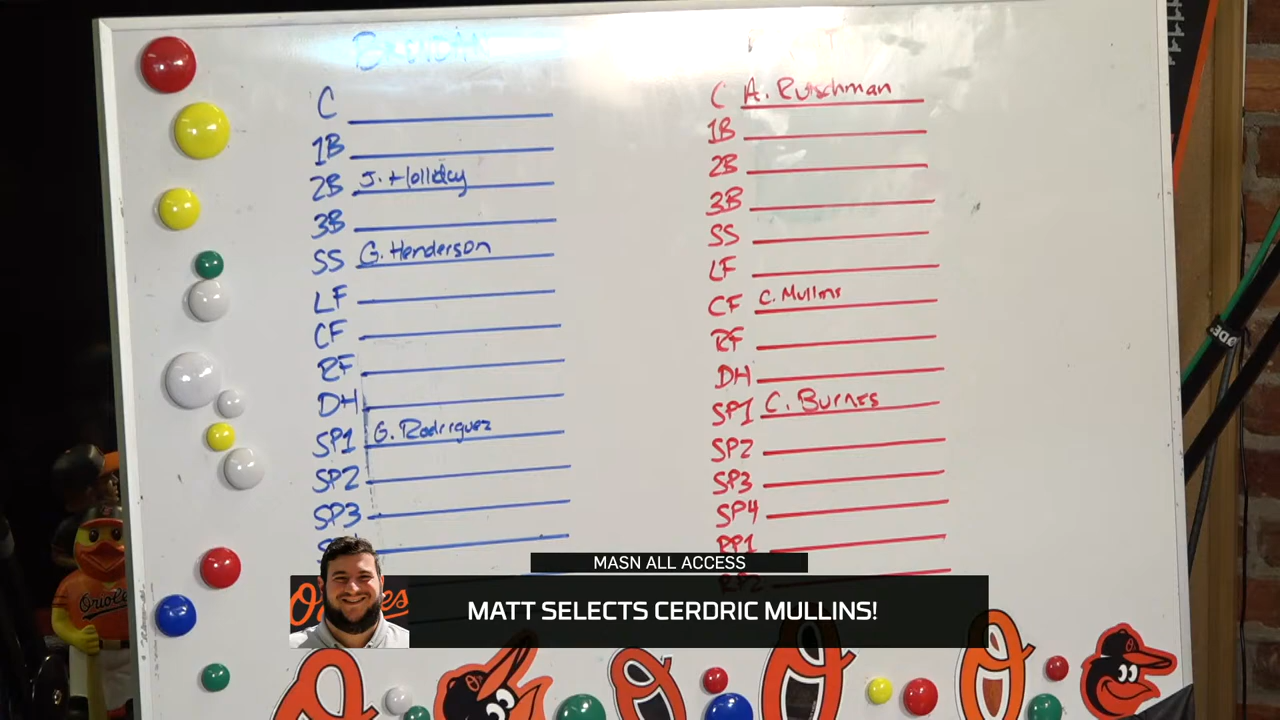 C
1B
2B J. Holliday
3B
SS G. Henderson
LF
CF
RF
DH
SP1 G. Rodriguez
SP2
SP3
C A. Rutschman
1B
2B
3B
SS
LF
CF C. Mullins
RF
DH
SP1 C. Burnes
SP2
SP3
SP4
RP1
RP2
MASN ALL ACCESS
MATT SELECTS CERDRIC MULLINS!